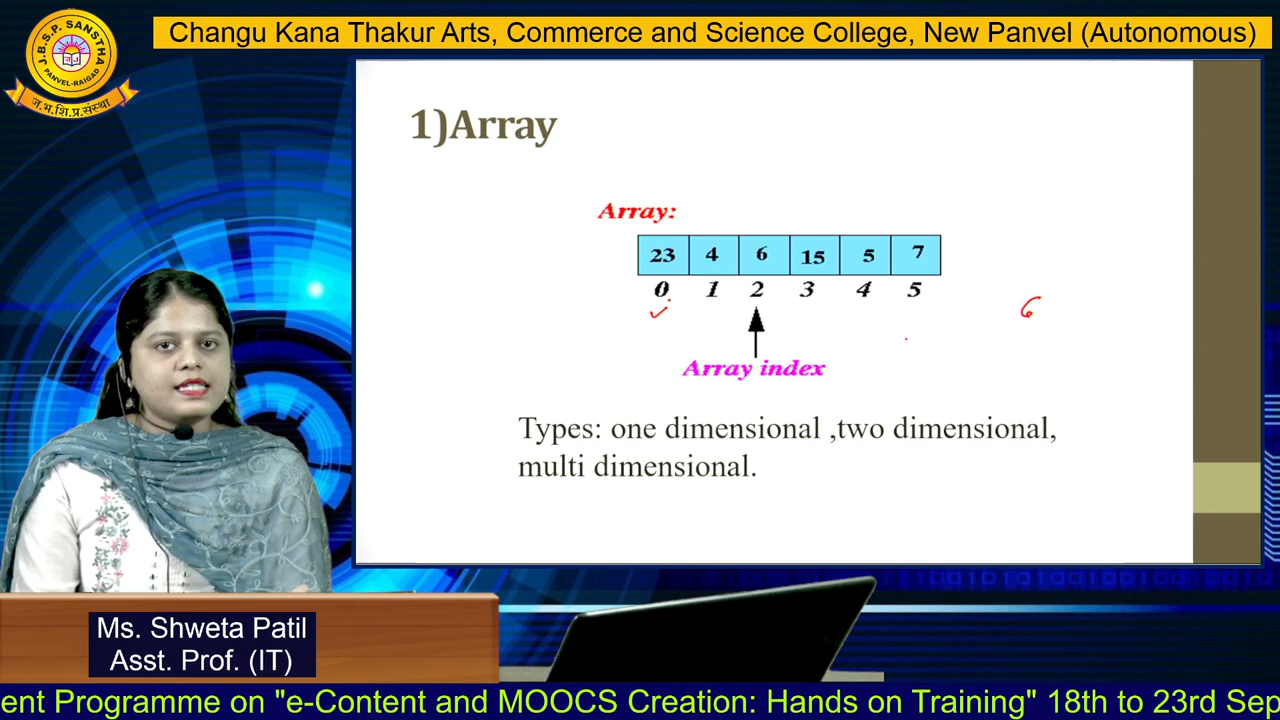 J.B.S.P. SANSTHA
PANVEL-RAIGAD
ज.भ.शि.प्र.संस्था
Changu Kana Thakur Arts, Commerce and Science College, New Panvel (Autonomous)
1)Array
Array:
23 4 6 15 5 7
0 1 2 3 4 5
6
Array index
Types: one dimensional ,two dimensional,
multi dimensional.
Ms. Shweta Patil
Asst. Prof. (IT)
ent Programme on "e-Content and MOOCS Creation: Hands on Training" 18th to 23rd Sep